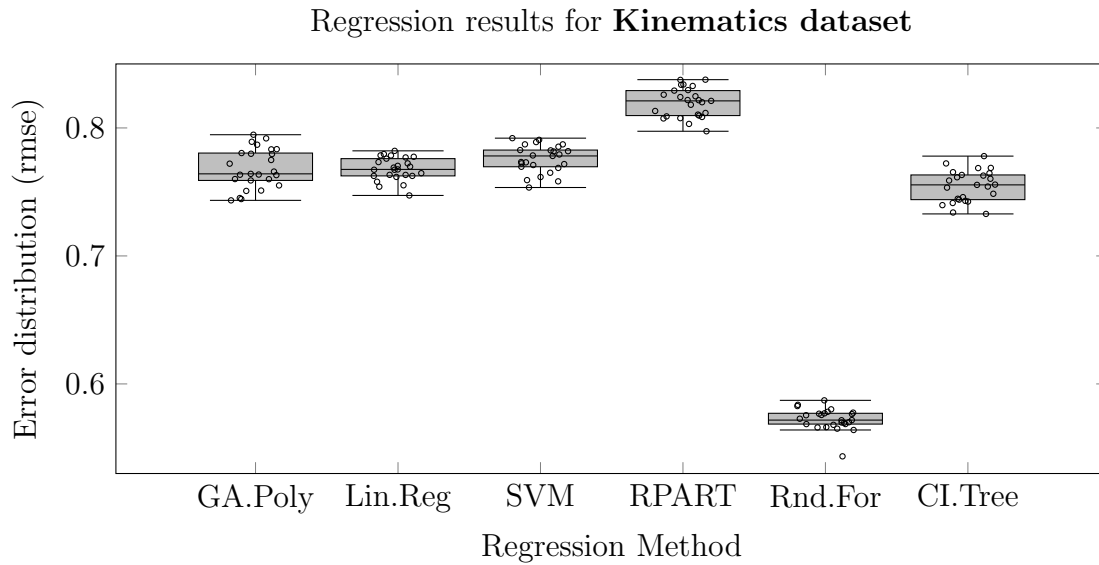 Regression results for Kinematics dataset
Error distribution (rmse)
0.8
0.7
0.6
GA.Poly Lin.Reg SVM RPART Rnd.For CI.Tree
Regression Method